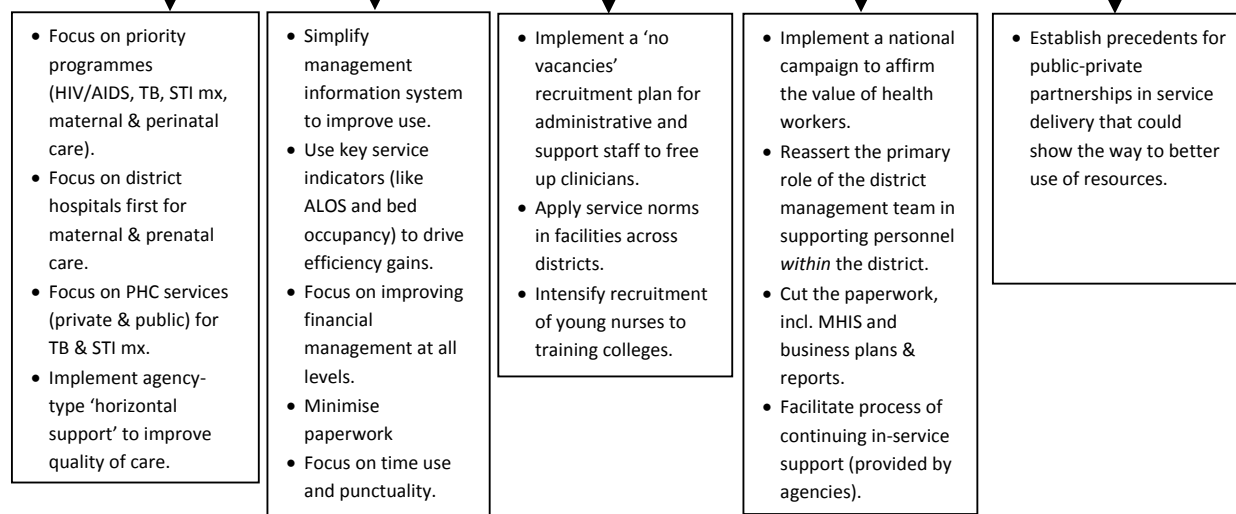 • Focus on priority
programmes
(HIV/AIDS, TB, STI mx,
maternal & perinatal
care).
• Focus on district
hospitals first for
maternal & prenatal
care.
• Focus on PHC services
(private & public) for
TB & STI mx.
• Implement agency-
type ‘horizontal
support’ to improve
quality of care.
• Simplify
management
information system
to improve use.
• Use key service
indicators (like
ALOS and bed
occupancy) to drive
efficiency gains.
• Focus on improving
financial
management at all
levels.
• Minimise
paperwork
• Focus on time use
and punctuality.
• Implement a ‘no
vacancies’
recruitment plan for
administrative and
support staff to free
up clinicians.
• Apply service norms
in facilities across
districts.
• Intensify recruitment
of young nurses to
training colleges.
• Implement a national
campaign to affirm
the value of health
workers.
• Reassert the primary
role of the district
management team in
supporting personnel
within the district.
• Cut the paperwork,
incl. MHIS and
business plans &
reports.
• Facilitate process of
continuing in-service
support (provided by
agencies).
• Establish precedents for
public-private
partnerships in service
delivery that could
show the way to better
use of resources.